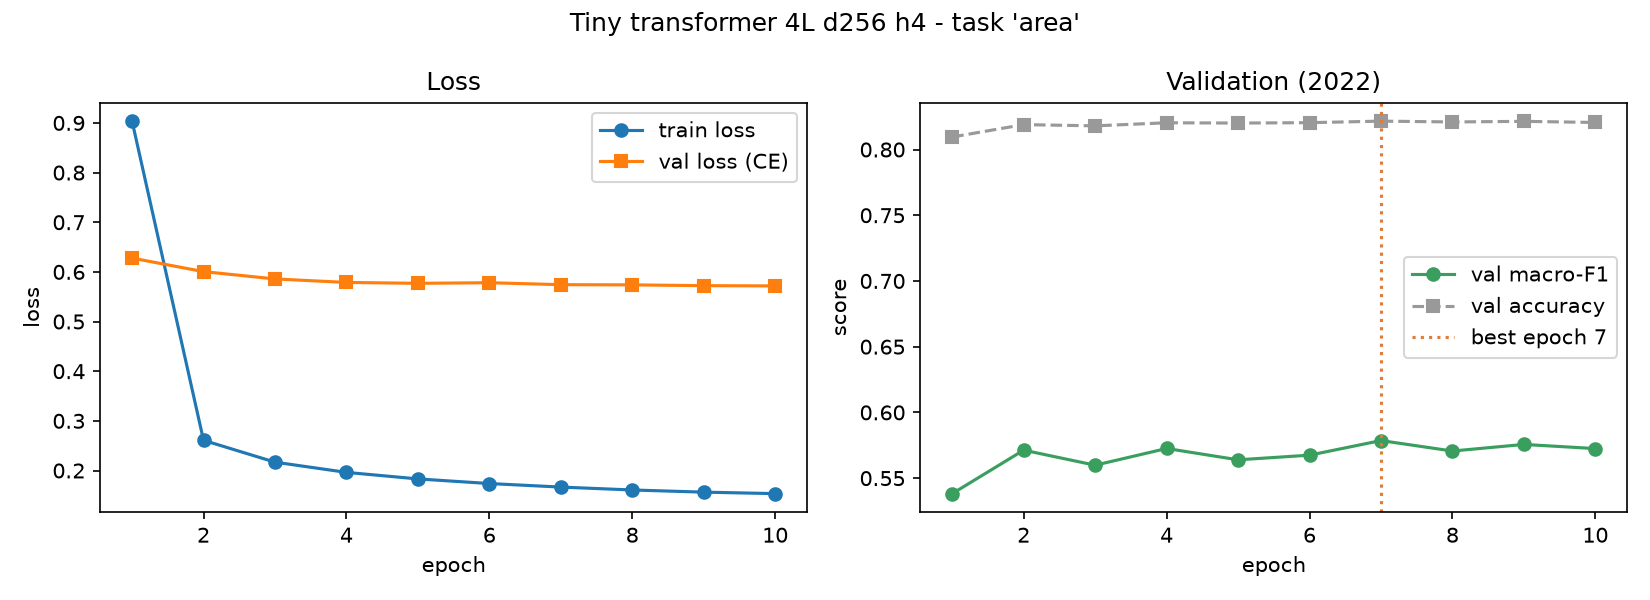 Tiny transformer 4L d256 h4 - task 'area'
Loss
0.9
0.8
0.7
0.6
0.5
0.4
0.3
0.2
loss
2
4
6
8
10
epoch
train loss
val loss (CE)
Validation (2022)
0.80
0.75
0.70
0.65
0.60
0.55
score
2
4
6
8
10
epoch
val macro-F1
val accuracy
best epoch 7